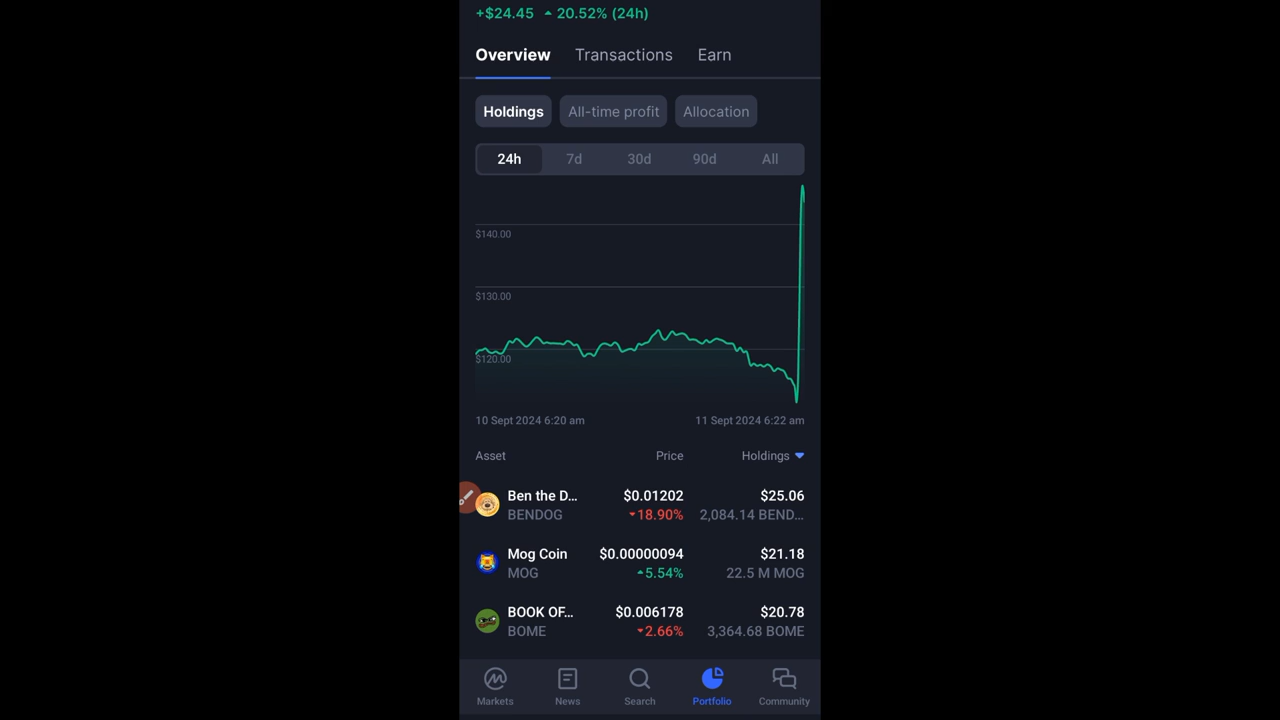 +$24.45 20.52% (24h)
Overview Transactions Earn
Holdings All-time profit Allocation
24h 7d 30d 90d All
$140.00
$130.00
$120.00
10 Sept 2024 6:20 am 11 Sept 2024 6:22 am
Asset Price Holdings
Ben the D... $0.01202 $25.06
BENDOG 18.90% 2,084.14 BEND...
Mog Coin $0.00000094 $21.18
MOG 5.54% 22.5 M MOG
BOOK OF... $0.006178 $20.78
BOME 2.66% 3,364.68 BOME
Markets News Search Portfolio Community